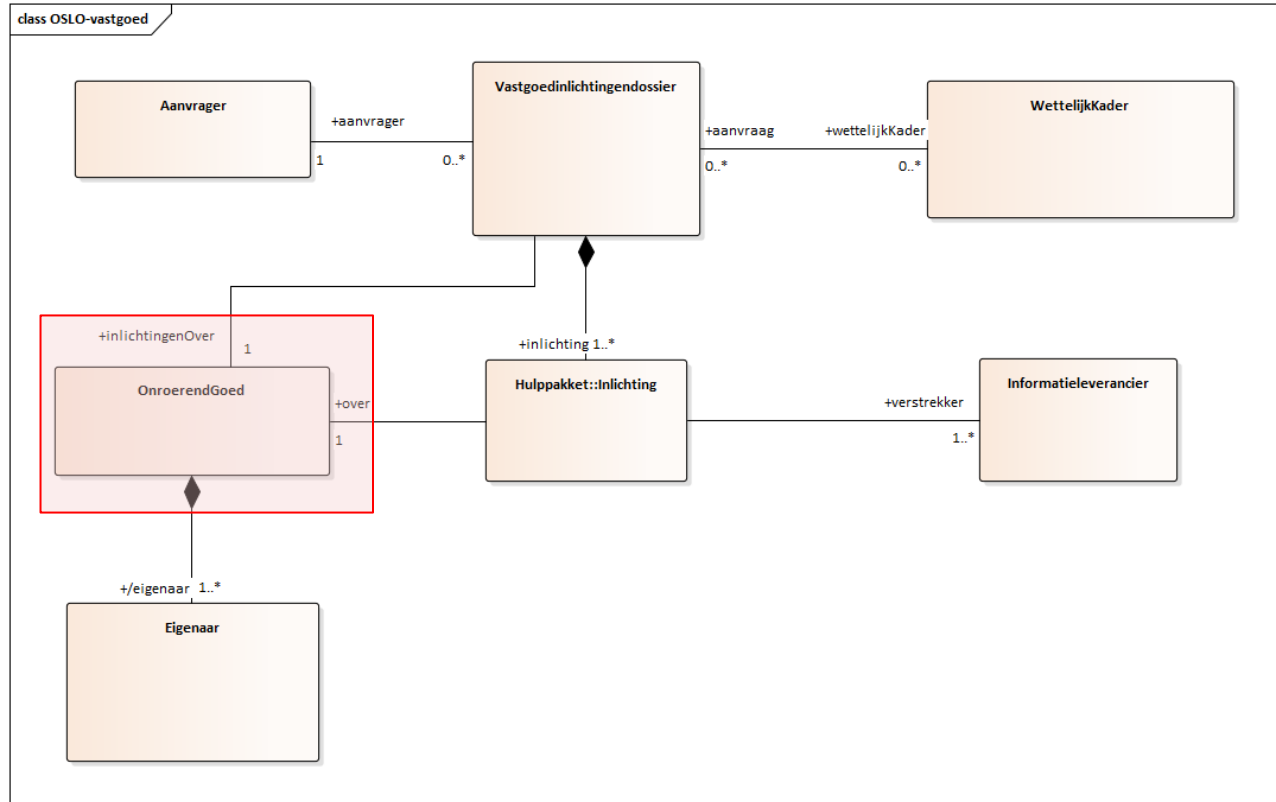 class OSLO-vastgoed
Aanvrager
Vastgoedinlichtingendossier
WettelijkKader
+aanvrager
1
0..*
+aanvraag
0..*
+wettelijkKader
0..*
+inlichtingenOver
1
+inlichting 1..*
OnroerendGoed
+over
1
Hulppakket::Inlichting
+verstrekker
1..*
Informatieleverancier
+/eigenaar 1..*
Eigenaar